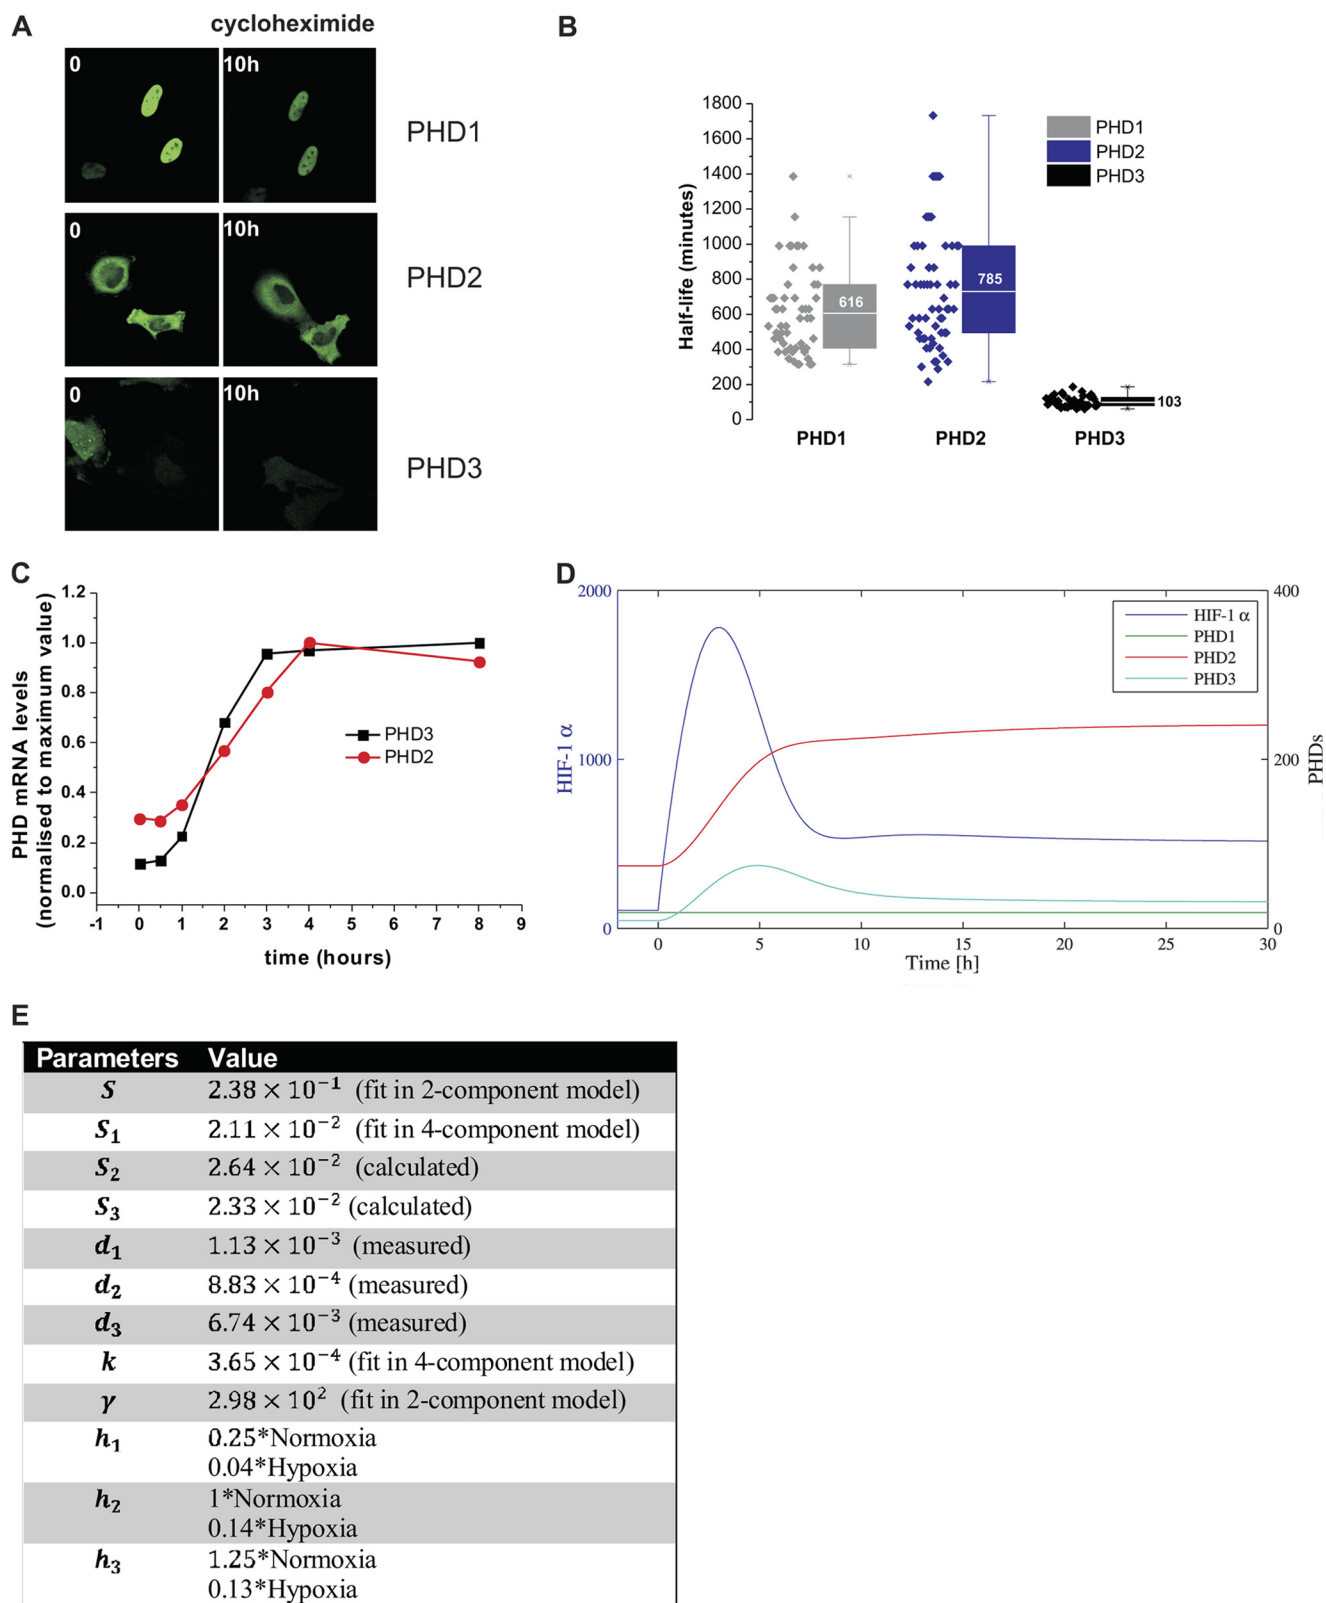 A
cycloheximide
0
10h
PHD1
0
10h
PHD2
0
10h
PHD3
B
Half-life (minutes)
1800
1600
1400
1200
1000
800
600
400
200
0
PHD1
PHD2
PHD3
616
785
103
PHD1
PHD2
PHD3
C
PHD mRNA levels
(normalised to maximum value)
1.2
1.0
0.8
0.6
0.4
0.2
0.0
PHD3
PHD2
-1 0 1 2 3 4 5 6 7 8 9
time (hours)
D
HIF-1 α
2000
1000
0
HIF-1 α
PHD1
PHD2
PHD3
400
200
0
PHDs
0 5 10 15 20 25 30
Time [h]
E
Parameters Value
S 2.38 × 10⁻¹ (fit in 2-component model)
S₁ 2.11 × 10⁻² (fit in 4-component model)
S₂ 2.64 × 10⁻² (calculated)
S₃ 2.33 × 10⁻² (calculated)
d₁ 1.13 × 10⁻³ (measured)
d₂ 8.83 × 10⁻⁴ (measured)
d₃ 6.74 × 10⁻³ (measured)
k 3.65 × 10⁻⁴ (fit in 4-component model)
γ 2.98 × 10² (fit in 2-component model)
h₁ 0.25*Normoxia
0.04*Hypoxia
h₂ 1*Normoxia
0.14*Hypoxia
h₃ 1.25*Normoxia
0.13*Hypoxia